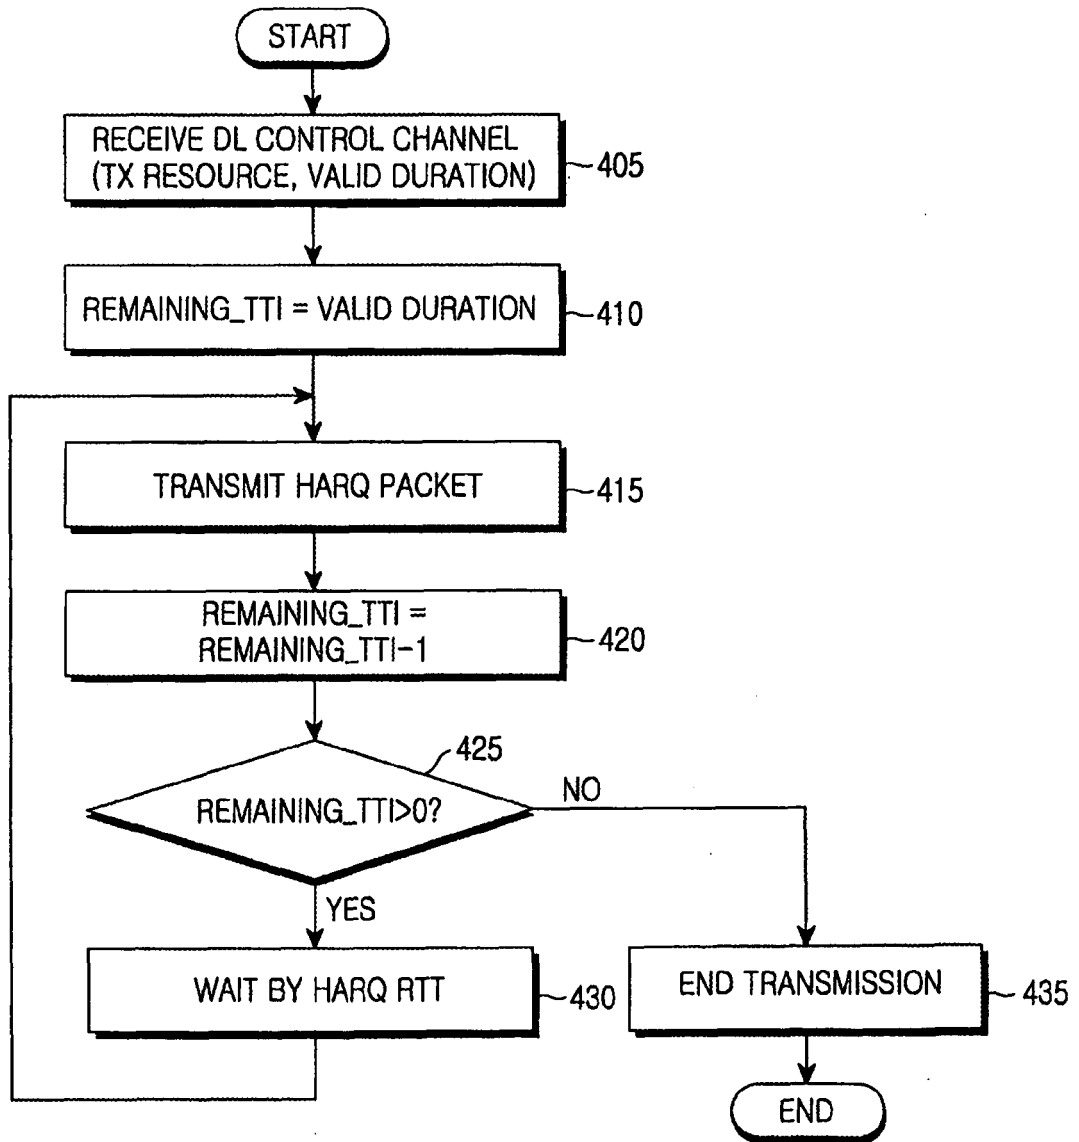 START
RECEIVE DL CONTROL CHANNEL
(TX RESOURCE, VALID DURATION)
405
REMAINING_TTI = VALID DURATION
410
TRANSMIT HARQ PACKET
415
REMAINING_TTI =
REMAINING_TTI-1
420
425
REMAINING_TTI>0?
NO
YES
WAIT BY HARQ RTT
430
END TRANSMISSION
435
END